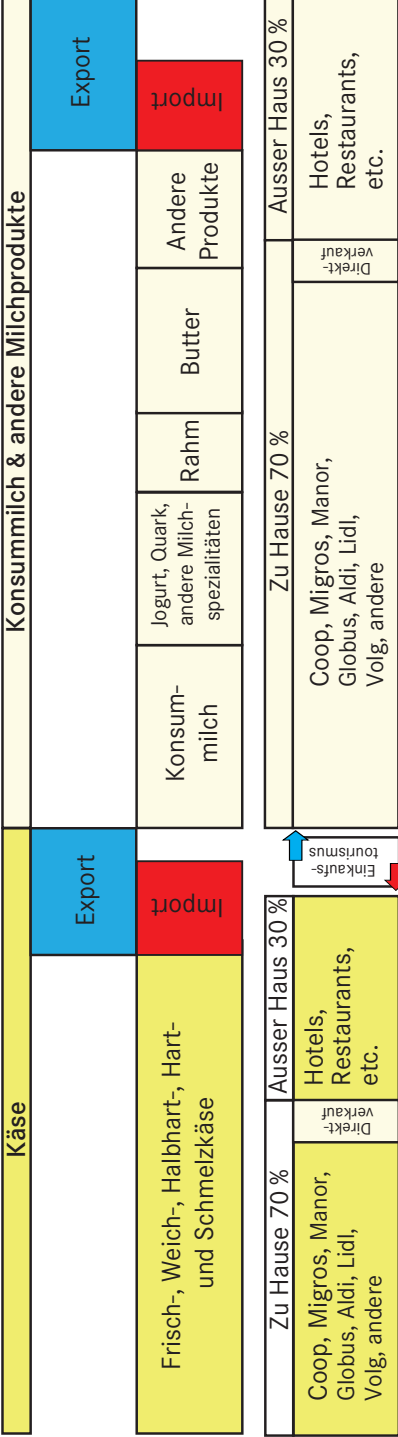 Käse
Konsummilch & andere Milchprodukte
Export
Export
Frisch-, Weich-, Halbhart-, Hart-
und Schmelzkäse
Import
Konsum-
milch
Jogurt, Quark,
andere Milch-
spezialitäten
Rahm
Butter
Andere
Produkte
Import
Zu Hause 70 %
Ausser Haus 30 %
Zu Hause 70 %
Ausser Haus 30 %
Coop, Migros, Manor,
Globus, Aldi, Lidl,
Volg, andere
Direkt-
verkauf
Hotels,
Restaurants,
etc.
Einkaufs-
tourismus
Coop, Migros, Manor,
Globus, Aldi, Lidl,
Volg, andere
Direkt-
verkauf
Hotels,
Restaurants,
etc.